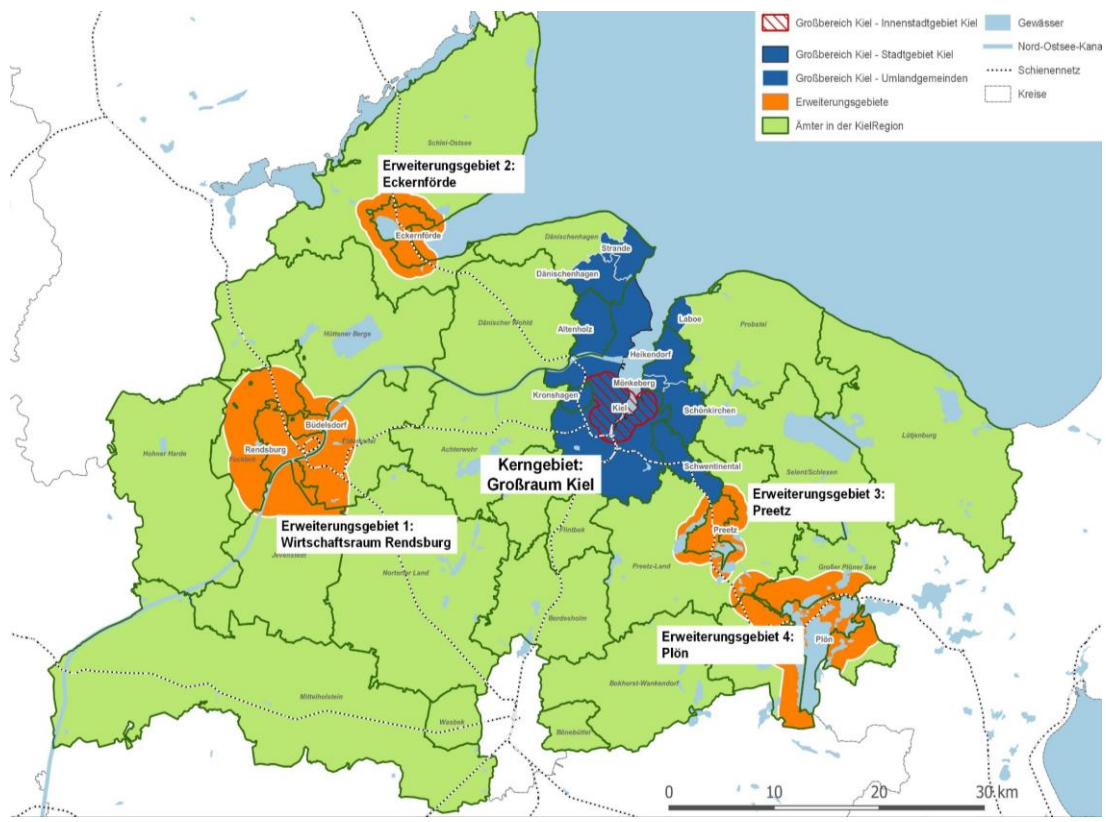 Großbereich Kiel - Innenstadtgebiet Kiel
Großbereich Kiel - Stadtgebiet Kiel
Großbereich Kiel - Umlandgemeinden
Erweiterungsgebiete
Ämter in der KielRegion
Gewässer
Nord-Ostsee-Kana
Schienennetz
Kreise
Schlei-Ostsee
Erweiterungsgebiet 2:
Eckernförde
Eckernförde
Dänischenhagen
Strande
Dänischenhagen
Dänischer Wohld
Altenholz
Laboe
Probstei
Hüttener Berge
Heikendorf
Mönkeberg
Kronshagen
Kiel
Schönkirchen
Büdelsdorf
Rendsburg
Hohner Harde
Fockbek
Achterwehr
Lütjenburg
Kerngebiet:
Großraum Kiel
Schwentinental
Selent/Schlesen
Erweiterungsgebiet 3:
Preetz
Preetz
Erweiterungsgebiet 1:
Wirtschaftsraum Rendsburg
Jevenstedt
Nortorfer Land
Flintbek
Preetz-Land
Großer Plöner See
Bordesholm
Erweiterungsgebiet 4:
Plön
Plön
Bokhorst-Wankendorf
Mittelholstein
Wasbek
Bönebüttel
0 10 20 30 km